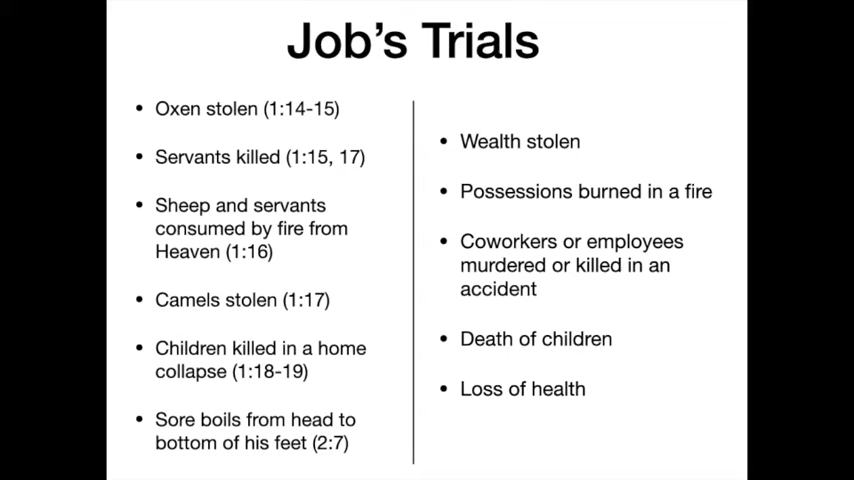 Job's Trials
• Oxen stolen (1:14-15)
• Servants killed (1:15, 17)
• Sheep and servants
consumed by fire from
Heaven (1:16)
• Camels stolen (1:17)
• Children killed in a home
collapse (1:18-19)
• Sore boils from head to
bottom of his feet (2:7)
• Wealth stolen
• Possessions burned in a fire
• Coworkers or employees
murdered or killed in an
accident
• Death of children
• Loss of health